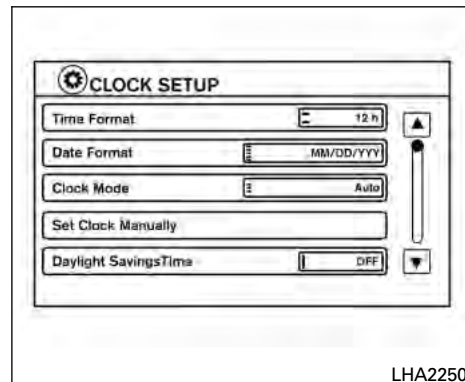 CLOCK SETUP
Time Format 12 h
Date Format MM/DD/YYY
Clock Mode Auto
Set Clock Manually
Daylight SavingsTime OFF
LHA2250